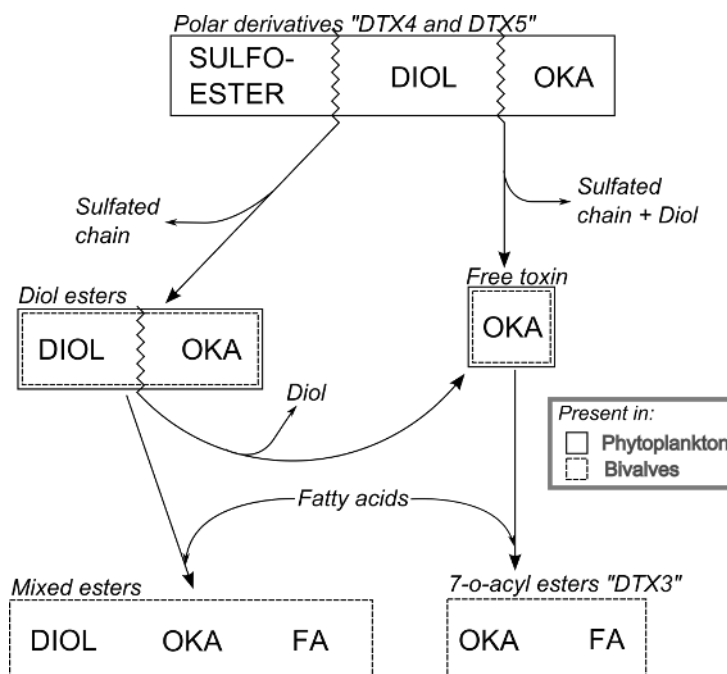 Polar derivatives "DTX4 and DTX5"
SULFO-
ESTER
DIOL
OKA
Sulfated
chain
Sulfated
chain + Diol
Diol esters
DIOL
OKA
Free toxin
OKA
Diol
Present in:
Phytoplankton
Bivalves
Fatty acids
Mixed esters
DIOL
OKA
FA
7-o-acyl esters "DTX3"
OKA
FA